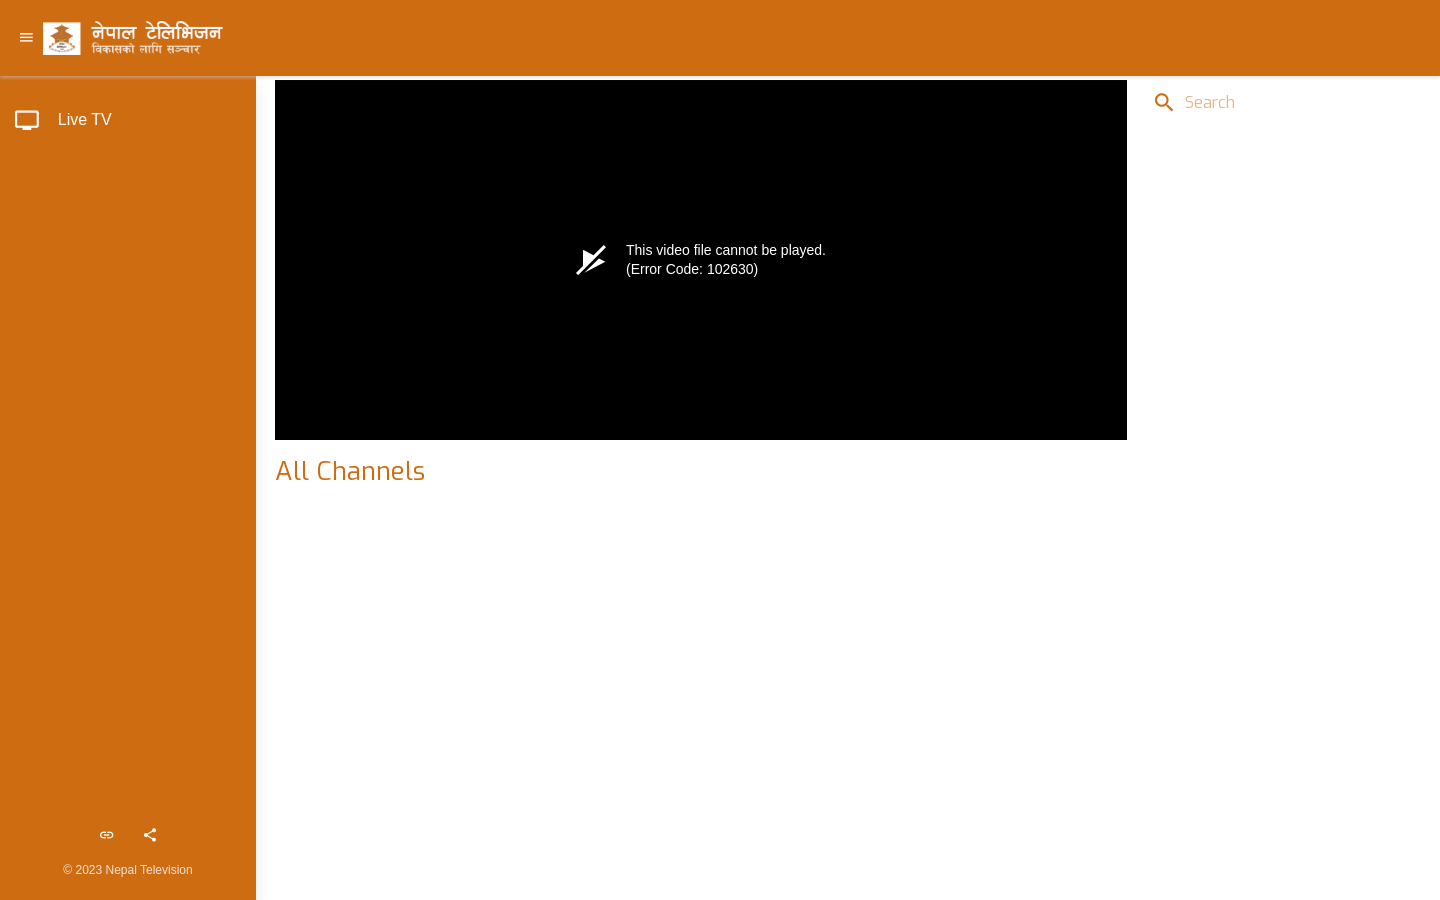 नेपाल टेलिभिजन
विकासको लागि सञ्चार
Live TV
Search
This video file cannot be played.
(Error Code: 102630)
All Channels
© 2023 Nepal Television